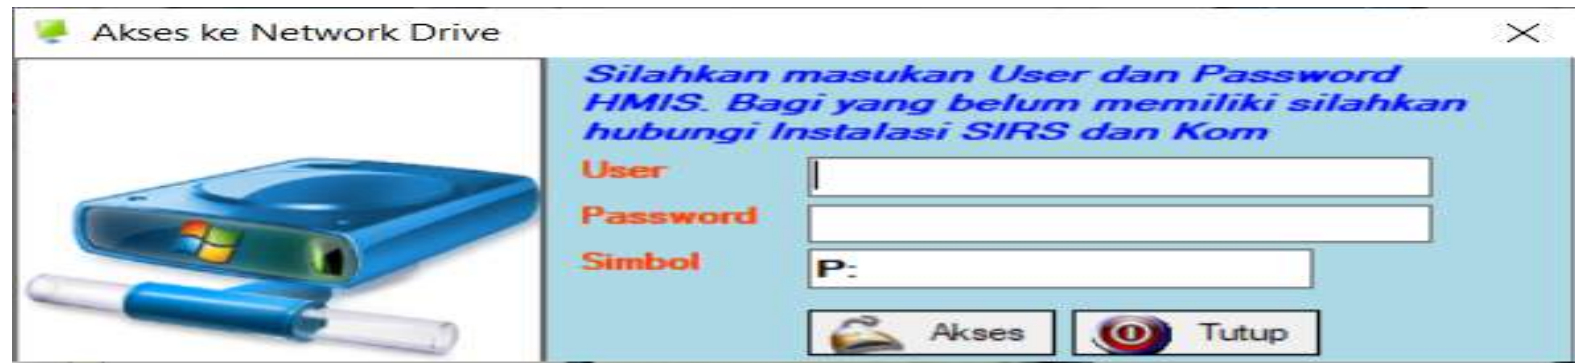 Akses ke Network Drive
Silahkan masukan User dan Password
HMIS. Bagi yang belum memiliki silahkan
hubungi Instalasi SIRS dan Kom
User
Password
Simbol P:
Akses Tutup